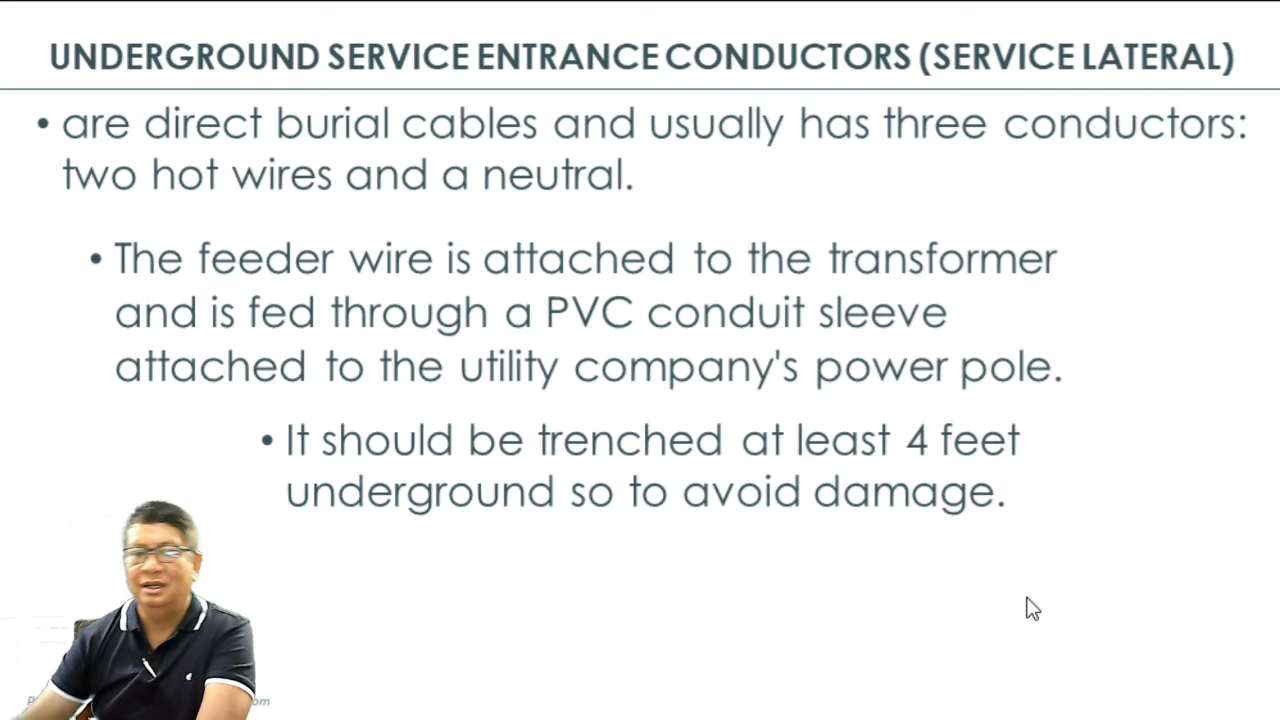 UNDERGROUND SERVICE ENTRANCE CONDUCTORS (SERVICE LATERAL)
• are direct burial cables and usually has three conductors:
two hot wires and a neutral.
• The feeder wire is attached to the transformer
and is fed through a PVC conduit sleeve
attached to the utility company's power pole.
• It should be trenched at least 4 feet
underground so to avoid damage.